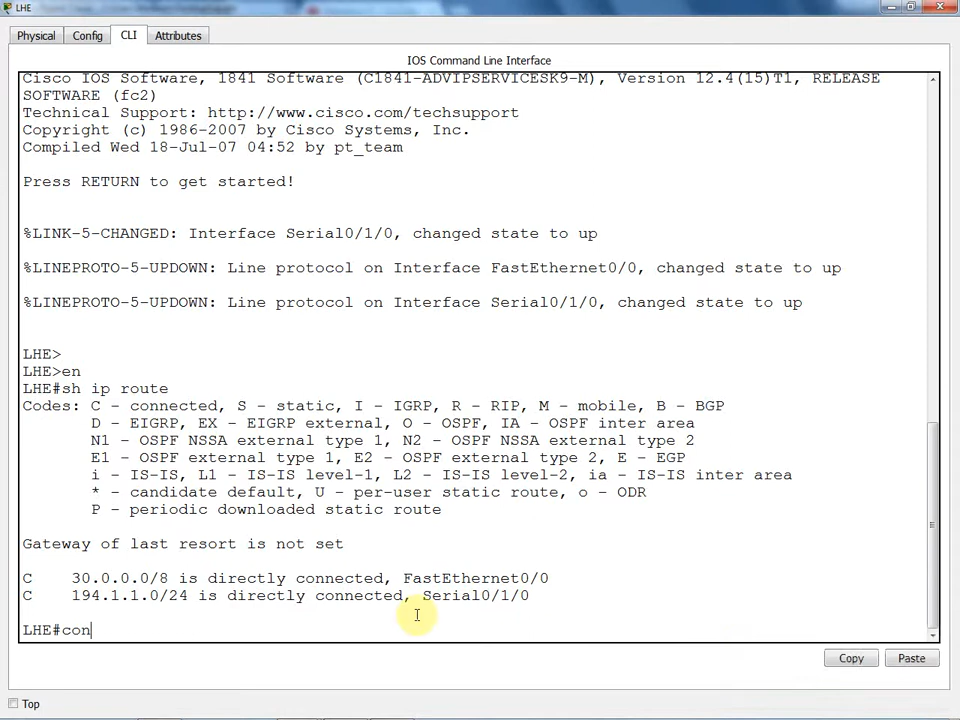 LHE
Physical Config CLI Attributes
IOS Command Line Interface
Cisco IOS Software, 1841 Software (C1841-ADVIPSERVICESK9-M), Version 12.4(15)T1, RELEASE
SOFTWARE (fc2)
Technical Support: http://www.cisco.com/techsupport
Copyright (c) 1986-2007 by Cisco Systems, Inc.
Compiled Wed 18-Jul-07 04:52 by pt_team
Press RETURN to get started!
%LINK-5-CHANGED: Interface Serial0/1/0, changed state to up
%LINEPROTO-5-UPDOWN: Line protocol on Interface FastEthernet0/0, changed state to up
%LINEPROTO-5-UPDOWN: Line protocol on Interface Serial0/1/0, changed state to up
LHE>
LHE>en
LHE#sh ip route
Codes: C - connected, S - static, I - IGRP, R - RIP, M - mobile, B - BGP
D - EIGRP, EX - EIGRP external, O - OSPF, IA - OSPF inter area
N1 - OSPF NSSA external type 1, N2 - OSPF NSSA external type 2
E1 - OSPF external type 1, E2 - OSPF external type 2, E - EGP
i - IS-IS, L1 - IS-IS level-1, L2 - IS-IS level-2, ia - IS-IS inter area
* - candidate default, U - per-user static route, o - ODR
P - periodic downloaded static route
Gateway of last resort is not set
C 30.0.0.0/8 is directly connected, FastEthernet0/0
C 194.1.1.0/24 is directly connected, Serial0/1/0
LHE#con
Copy Paste
Top